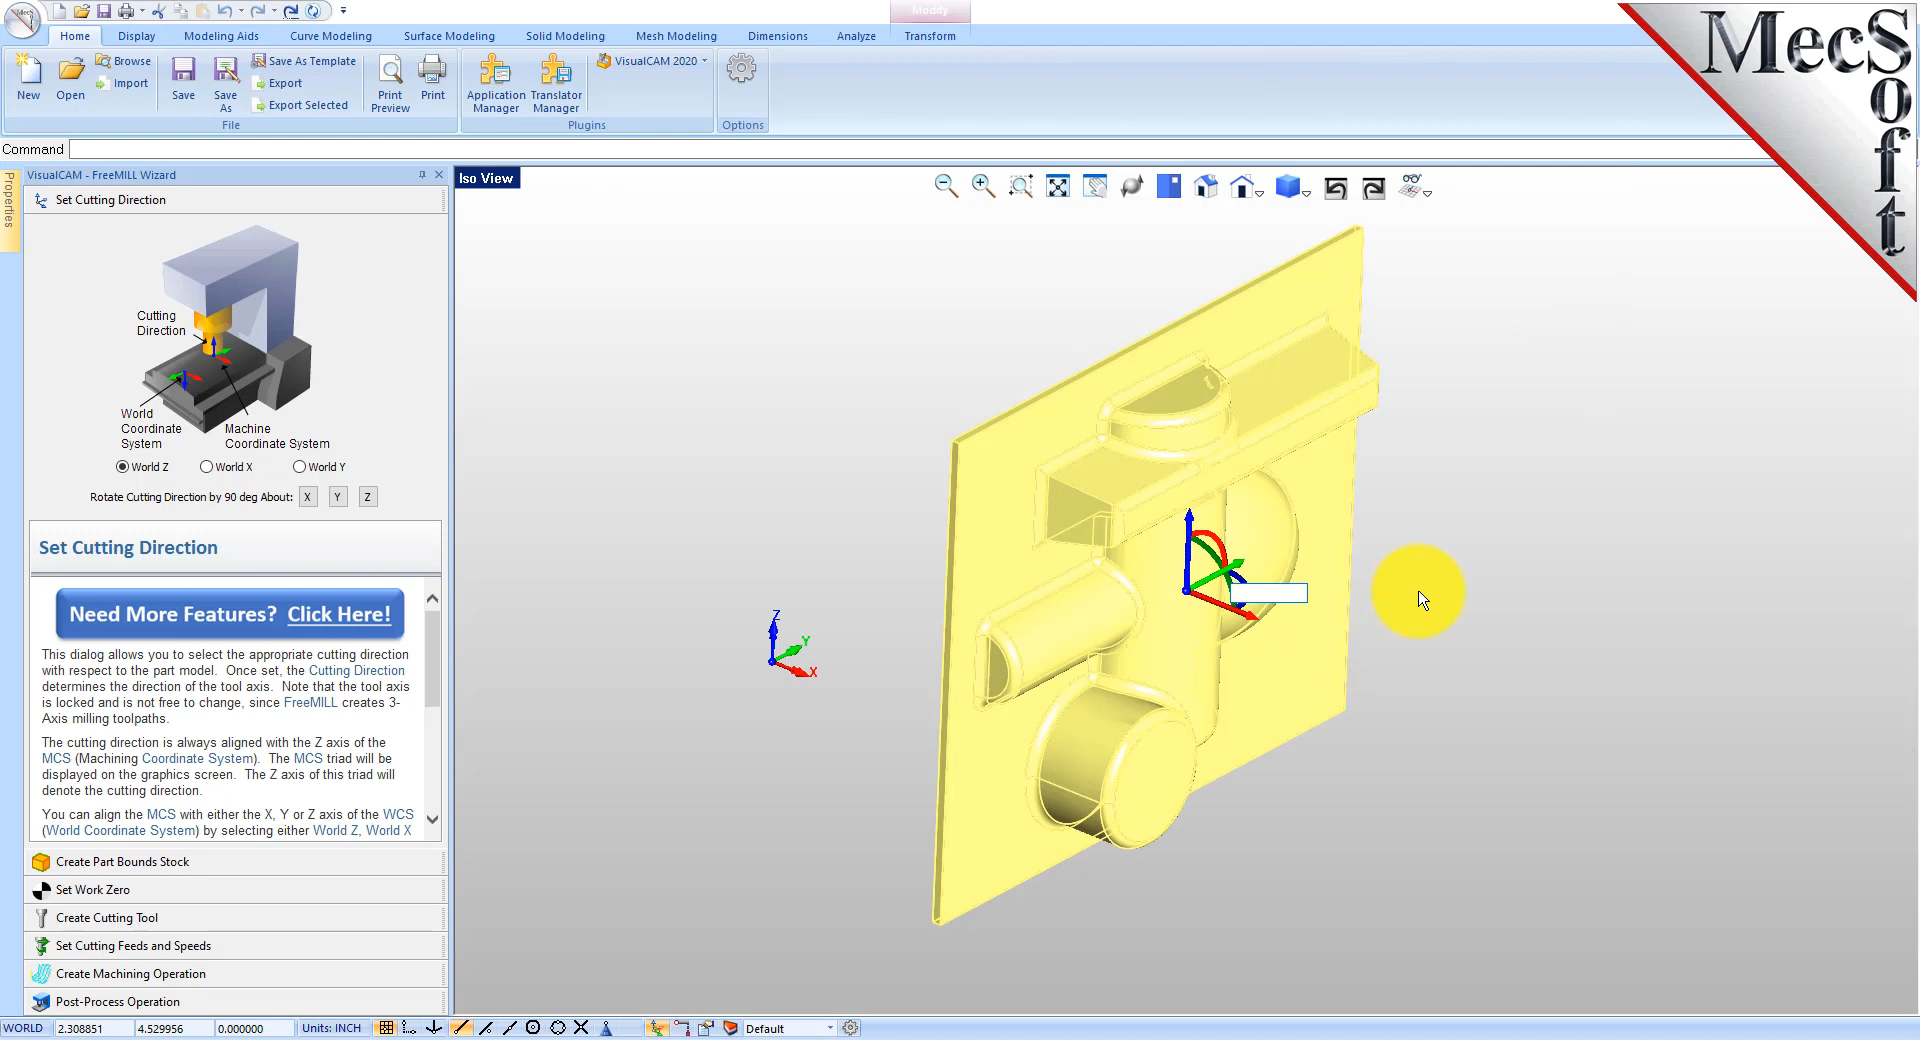 MecSoft
Modify
Home Display Modeling Aids Curve Modeling Surface Modeling Solid Modeling Mesh Modeling Dimensions Analyze Transform
New
Open
Browse
Import
Save
Save As
Save As Template
Export
Export Selected
Print Preview
Print
File
Application Manager
Translator Manager
VisualCAM 2020
Plugins
Options
Command
Properties
VisualCAM - FreeMILL Wizard
Set Cutting Direction
Cutting
Direction
World
Coordinate
System
Machine
Coordinate System
World Z World X World Y
Rotate Cutting Direction by 90 deg About: X Y Z
Set Cutting Direction
Need More Features? Click Here!
This dialog allows you to select the appropriate cutting direction
with respect to the part model. Once set, the Cutting Direction
determines the direction of the tool axis. Note that the tool axis
is locked and is not free to change, since FreeMILL creates 3-
Axis milling toolpaths.
The cutting direction is always aligned with the Z axis of the
MCS (Machining Coordinate System). The MCS triad will be
displayed on the graphics screen. The Z axis of this triad will
denote the cutting direction.
You can align the MCS with either the X, Y or Z axis of the WCS
(World Coordinate System) by selecting either World Z, World X
Create Part Bounds Stock
Set Work Zero
Create Cutting Tool
Set Cutting Feeds and Speeds
Create Machining Operation
Post-Process Operation
Iso View
Z
Y
X
WORLD 2.308851 4.529956 0.000000 Units: INCH Default